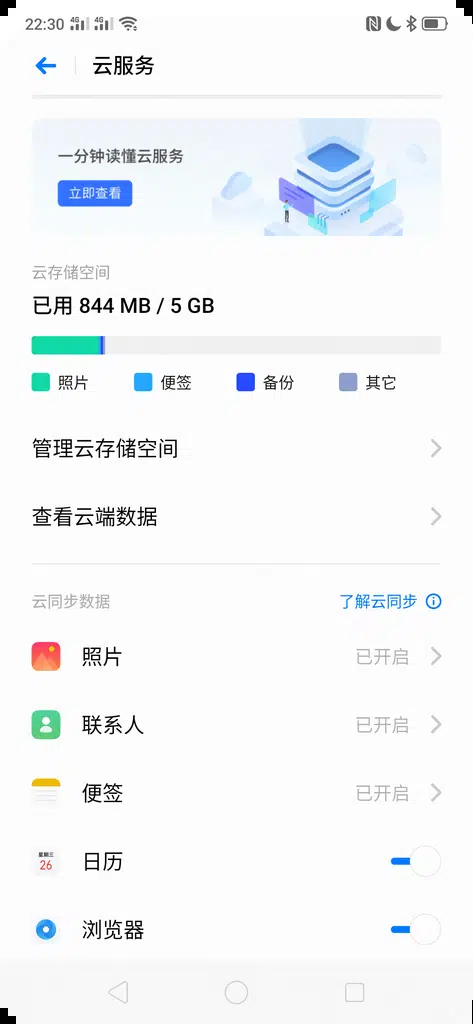 22:30
4G 4G
云服务
一分钟读懂云服务
立即查看
云存储空间
已用 844 MB / 5 GB
照片 便签 备份 其它
管理云存储空间
查看云端数据
云同步数据 了解云同步
照片 已开启
联系人 已开启
便签 已开启
星期三
26
日历
浏览器